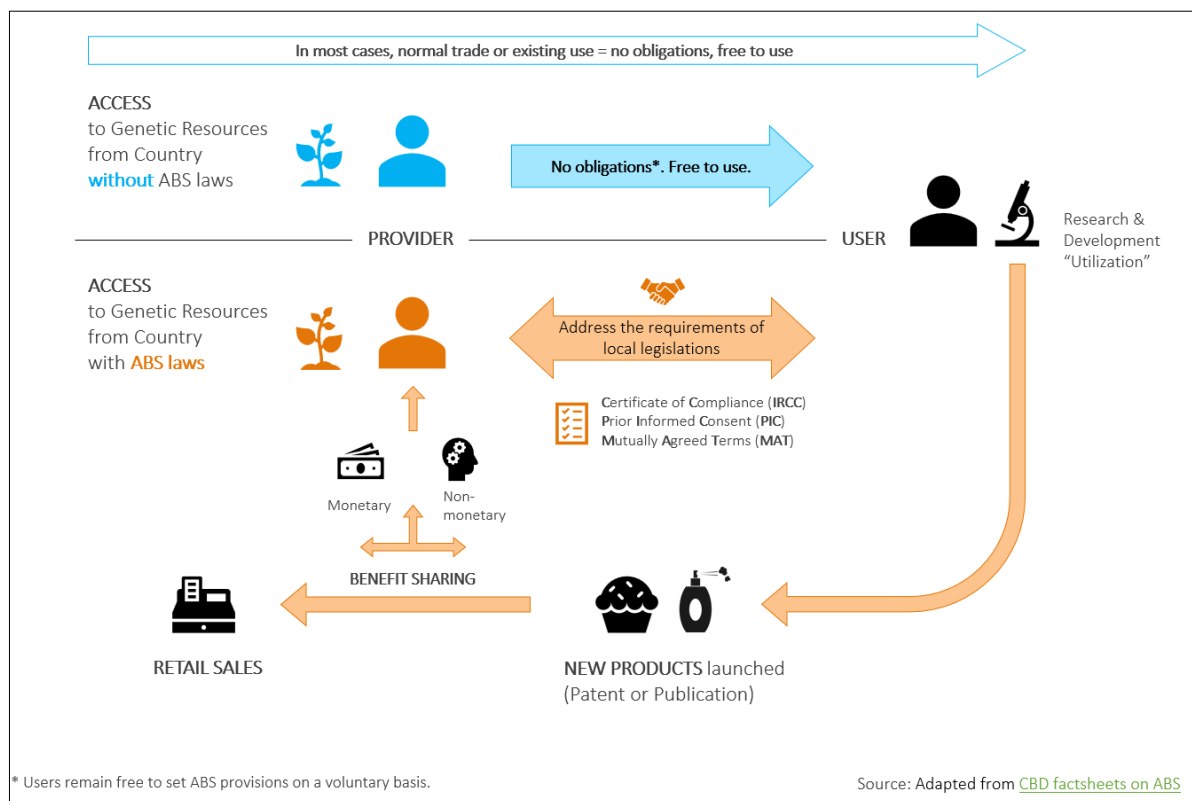 In most cases, normal trade or existing use = no obligations, free to use
ACCESS
to Genetic Resources
from Country
without ABS laws
No obligations*. Free to use.
PROVIDER
USER
Research &
Development
“Utilization”
ACCESS
to Genetic Resources
from Country
with ABS laws
Address the requirements of
local legislations
Certificate of Compliance (IRCC)
Prior Informed Consent (PIC)
Mutually Agreed Terms (MAT)
Monetary
Non-
monetary
BENEFIT SHARING
RETAIL SALES
NEW PRODUCTS launched
(Patent or Publication)
* Users remain free to set ABS provisions on a voluntary basis.
Source: Adapted from CBD factsheets on ABS